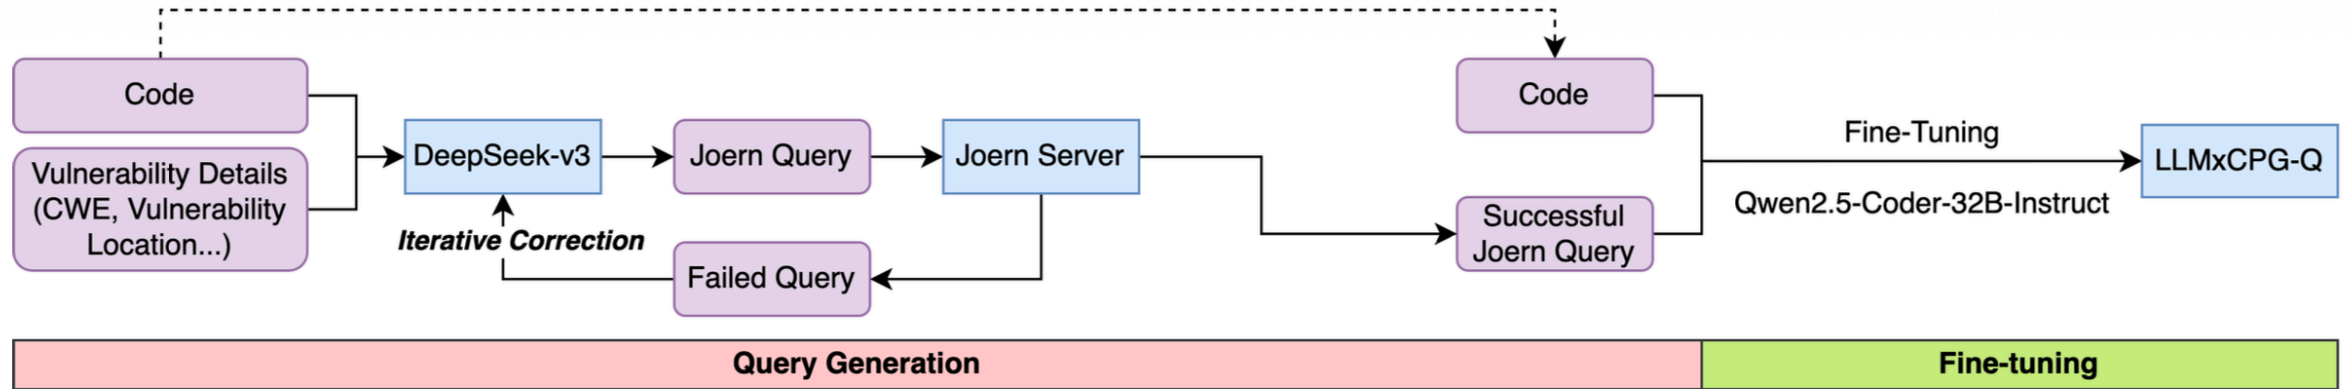 Code
Vulnerability Details
(CWE, Vulnerability
Location...)
DeepSeek-v3
Iterative Correction
Joern Query
Failed Query
Joern Server
Code
Successful
Joern Query
Fine-Tuning
Qwen2.5-Coder-32B-Instruct
LLMxCPG-Q
Query Generation
Fine-tuning